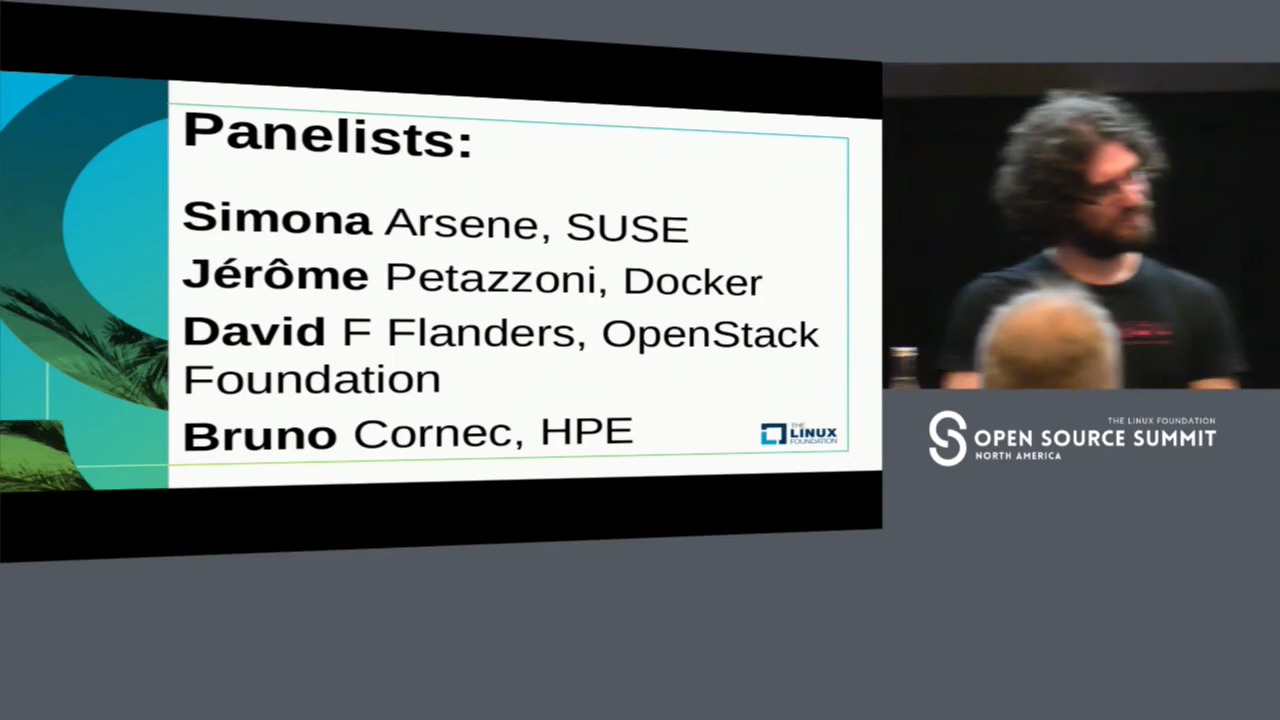 Panelists:
Simona Arsene, SUSE
Jérôme Petazzoni, Docker
David F Flanders, OpenStack
Foundation
Bruno Cornec, HPE
THE
LINUX
FOUNDATION
THE LINUX FOUNDATION
OPEN SOURCE SUMMIT
NORTH AMERICA